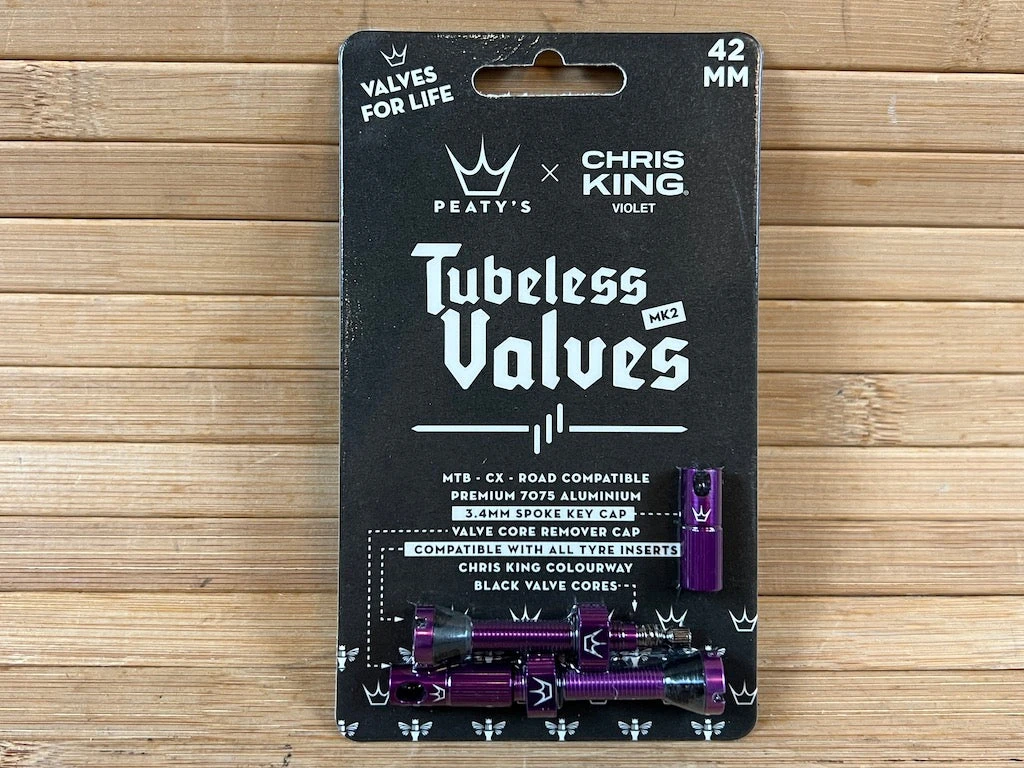 VALVES
FOR LIFE
42
MM
PEATY'S
×
CHRIS
KING®
VIOLET
Tubeless
MK2
Valves
MTB - CX - ROAD COMPATIBLE
PREMIUM 7075 ALUMINIUM
3.4MM SPOKE KEY CAP
VALVE CORE REMOVER CAP
COMPATIBLE WITH ALL TYRE INSERTS
CHRIS KING COLOURWAY
BLACK VALVE CORES